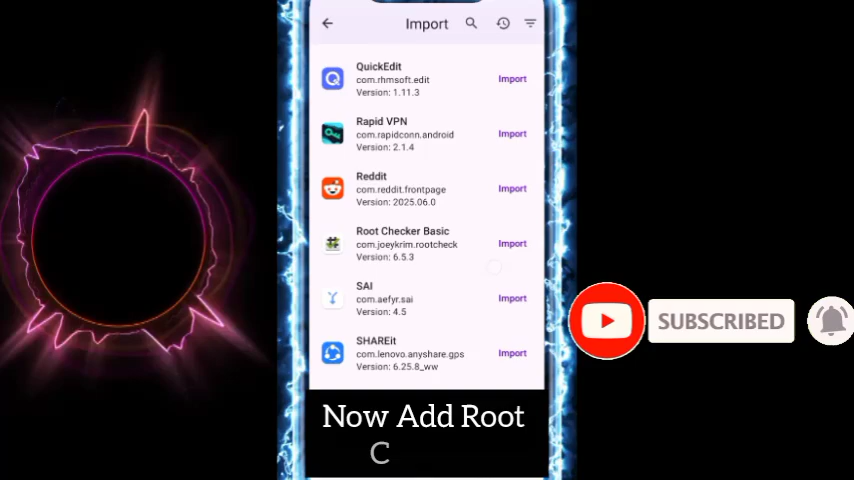 Import
QuickEdit
com.rhmsoft.edit
Version: 1.11.3
Import
Rapid VPN
com.rapidconn.android
Version: 2.1.4
Import
Reddit
com.reddit.frontpage
Version: 2025.06.0
Import
Root Checker Basic
com.joeykrim.rootcheck
Version: 6.5.3
Import
SAI
com.aefyr.sai
Version: 4.5
Import
SHAREit
com.lenovo.anyshare.gps
Version: 6.25.8_ww
Import
SUBSCRIBED
Now Add Root
C